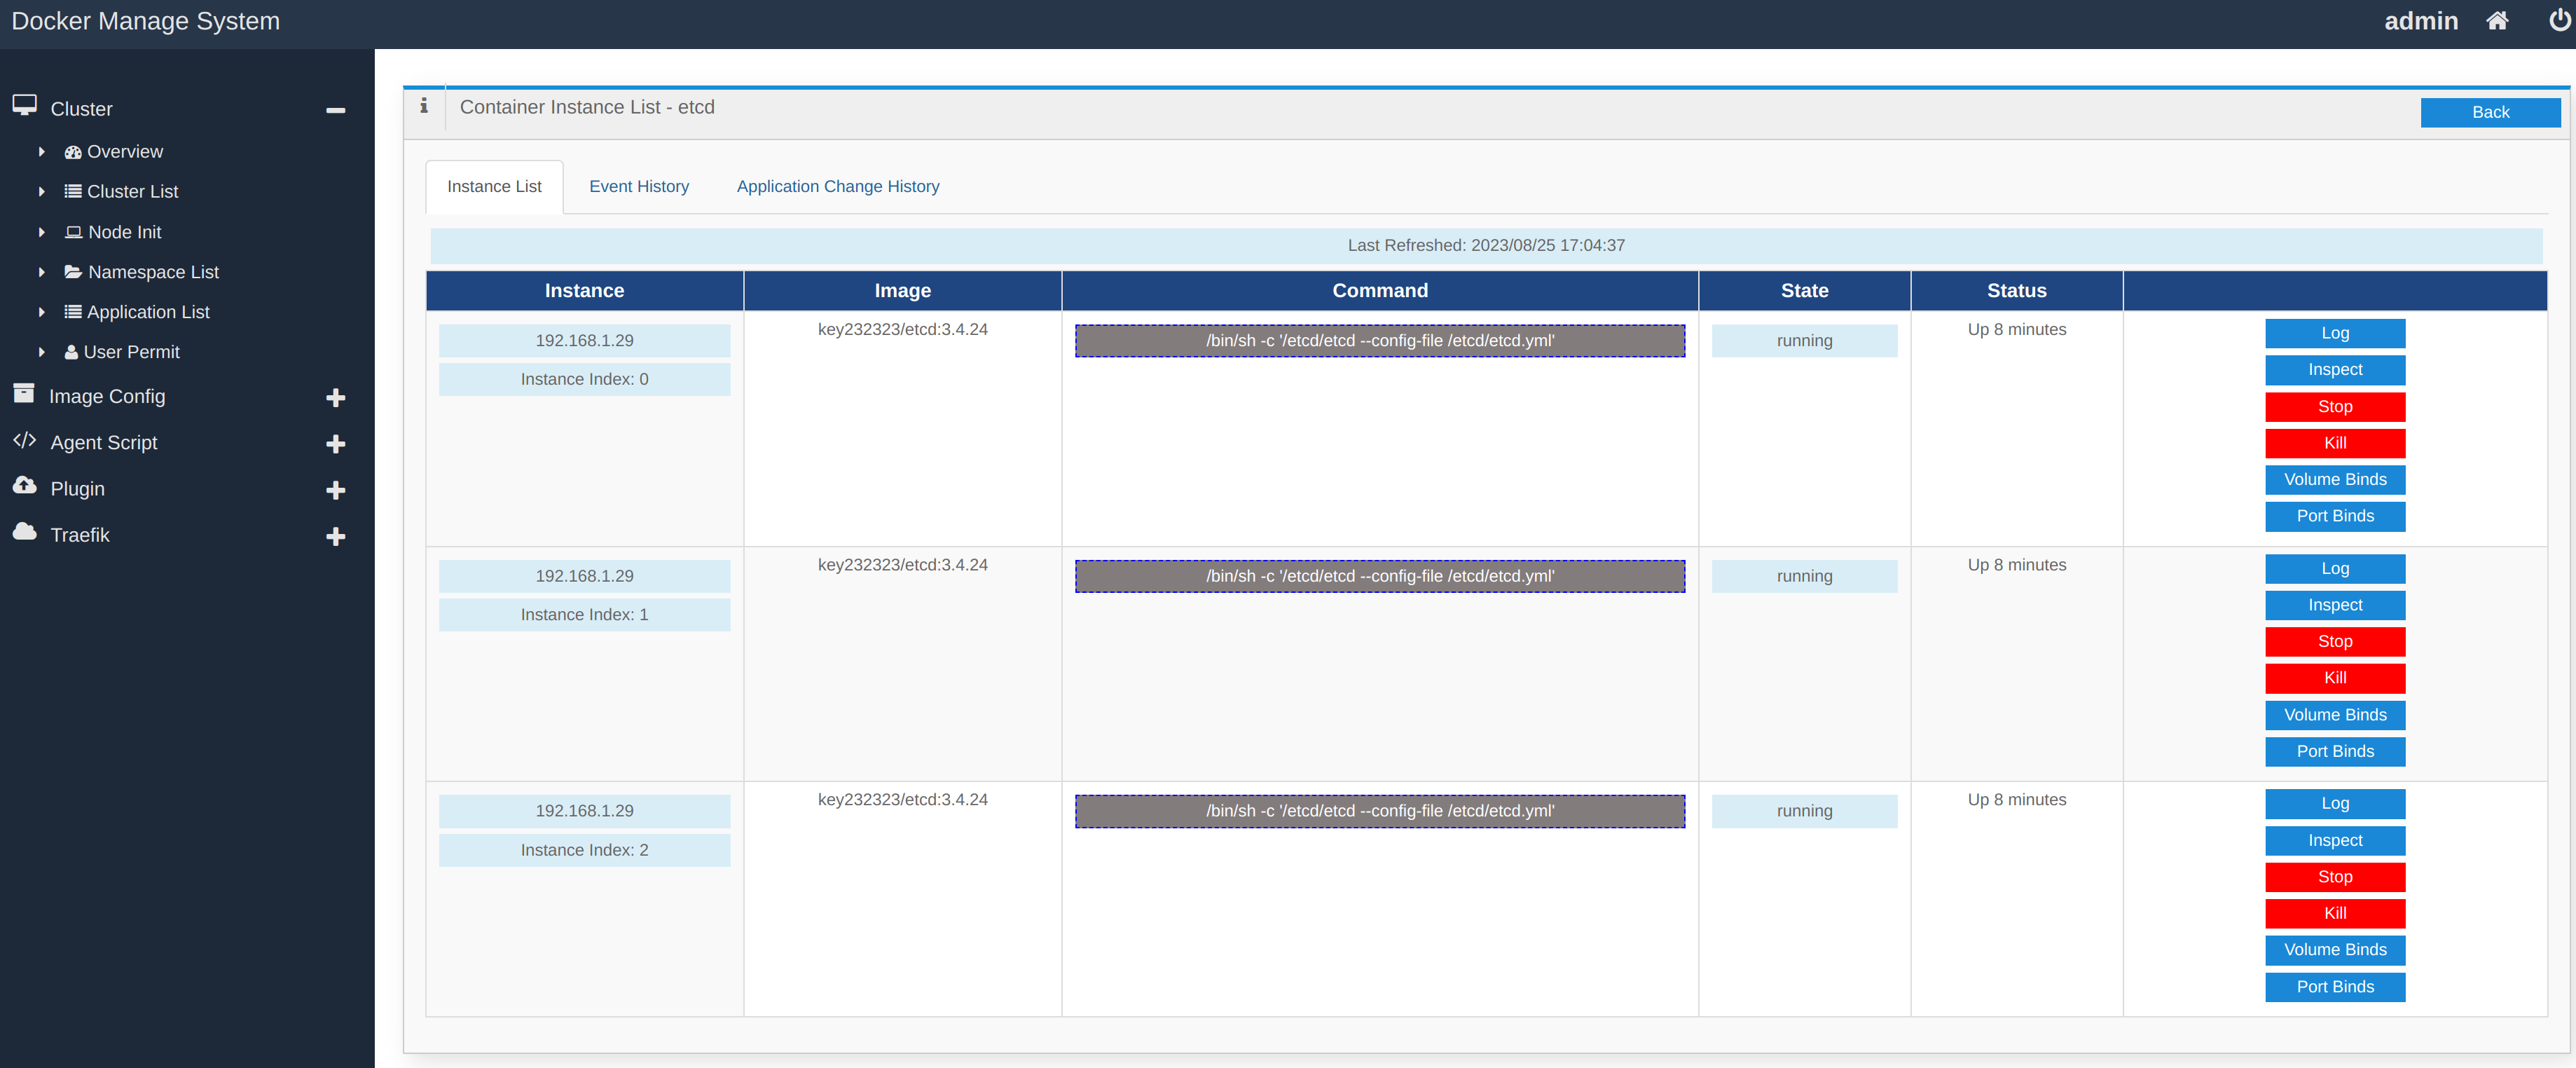 Docker Manage System
admin
Cluster
Overview
Cluster List
Node Init
Namespace List
Application List
User Permit
Image Config
Agent Script
Plugin
Traefik
Container Instance List - etcd
Back
Instance List
Event History
Application Change History
Last Refreshed: 2023/08/25 17:04:37
Instance Image Command State Status
192.168.1.29
Instance Index: 0
key232323/etcd:3.4.24
/bin/sh -c '/etcd/etcd --config-file /etcd/etcd.yml'
running
Up 8 minutes
Log
Inspect
Stop
Kill
Volume Binds
Port Binds
192.168.1.29
Instance Index: 1
key232323/etcd:3.4.24
/bin/sh -c '/etcd/etcd --config-file /etcd/etcd.yml'
running
Up 8 minutes
Log
Inspect
Stop
Kill
Volume Binds
Port Binds
192.168.1.29
Instance Index: 2
key232323/etcd:3.4.24
/bin/sh -c '/etcd/etcd --config-file /etcd/etcd.yml'
running
Up 8 minutes
Log
Inspect
Stop
Kill
Volume Binds
Port Binds